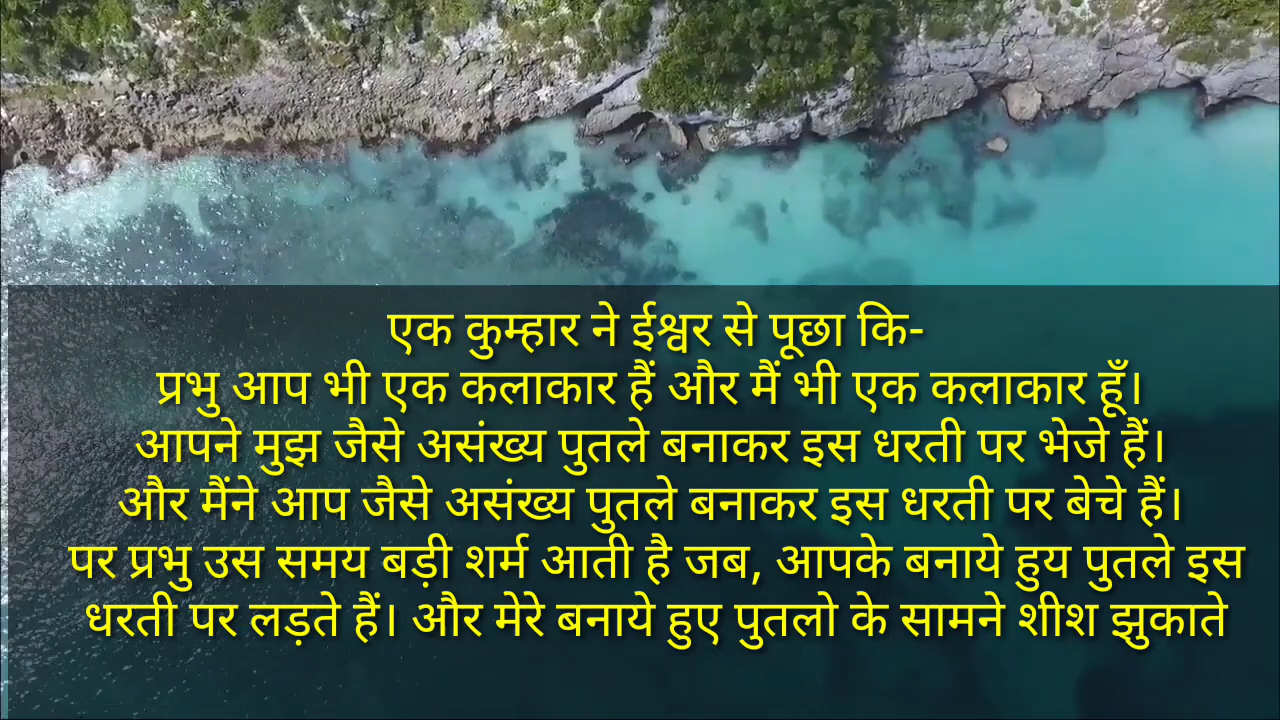 एक कुम्हार ने ईश्वर से पूछा कि-
प्रभु आप भी एक कलाकार हैं और मैं भी एक कलाकार हूँ।
आपने मुझ जैसे असंख्य पुतले बनाकर इस धरती पर भेजे हैं।
और मैंने आप जैसे असंख्य पुतले बनाकर इस धरती पर बेचे हैं।
पर प्रभु उस समय बड़ी शर्म आती है जब, आपके बनाये हुय पुतले इस
धरती पर लड़ते हैं। और मेरे बनाये हुए पुतलो के सामने शीश झुकाते